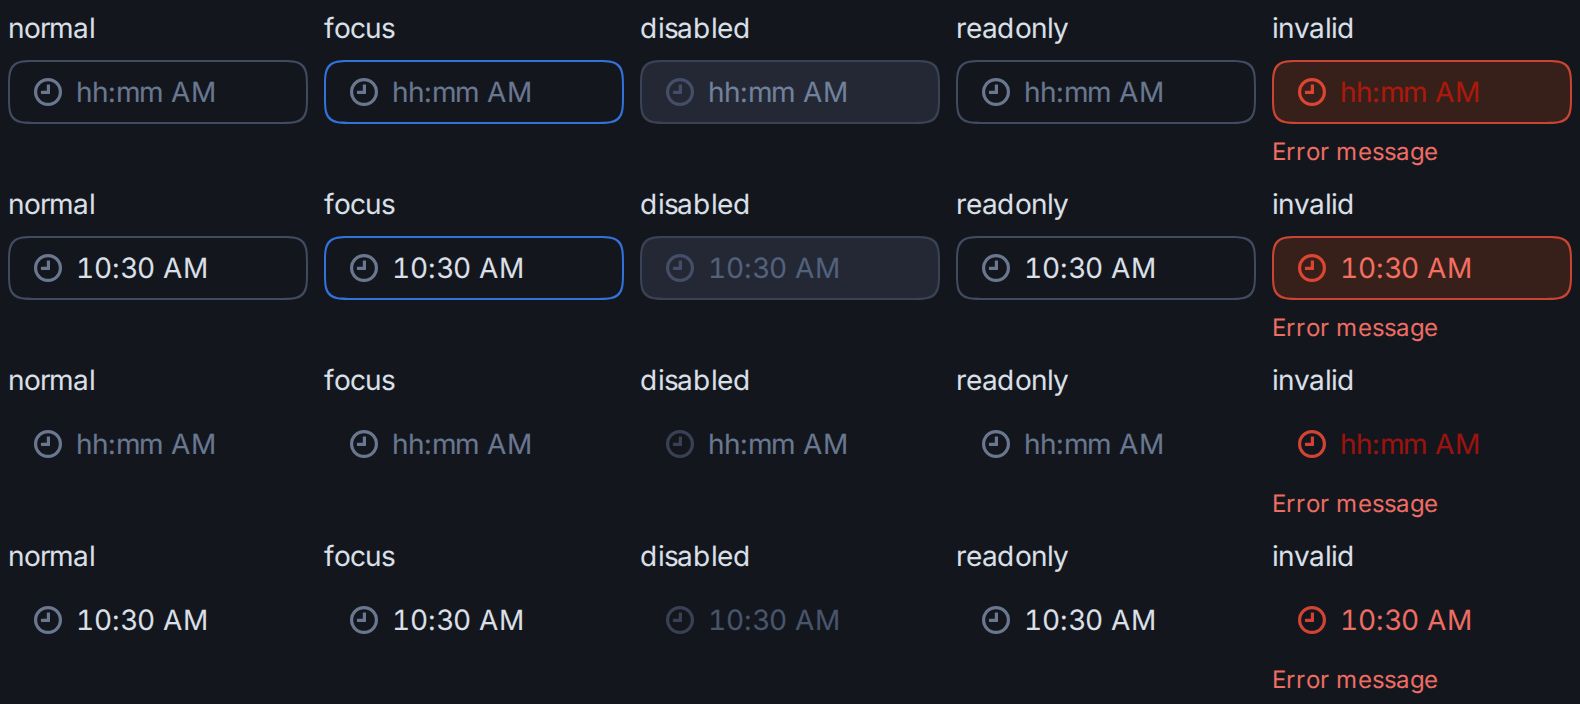 normal focus disabled readonly invalid
hh:mm AM hh:mm AM hh:mm AM hh:mm AM hh:mm AM
Error message
normal focus disabled readonly invalid
10:30 AM 10:30 AM 10:30 AM 10:30 AM 10:30 AM
Error message
normal focus disabled readonly invalid
hh:mm AM hh:mm AM hh:mm AM hh:mm AM hh:mm AM
Error message
normal focus disabled readonly invalid
10:30 AM 10:30 AM 10:30 AM 10:30 AM 10:30 AM
Error message